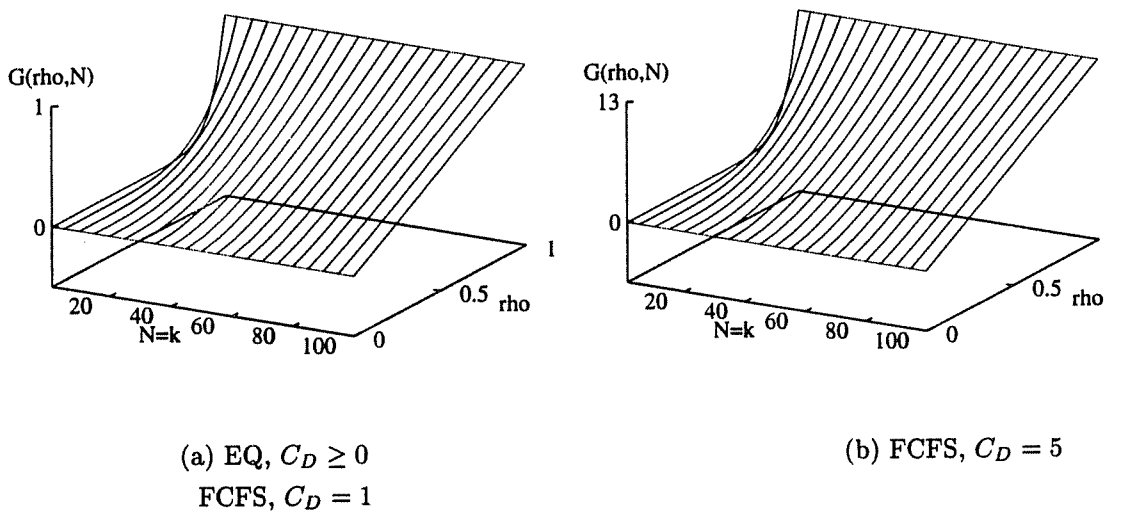 G(rho,N)
1
0
20
40
60
80
100
N=k
0
0.5
rho
1
(a) EQ, C_D ≥ 0
FCFS, C_D = 1
G(rho,N)
13
0
20
40
60
80
100
N=k
0
0.5
rho
(b) FCFS, C_D = 5